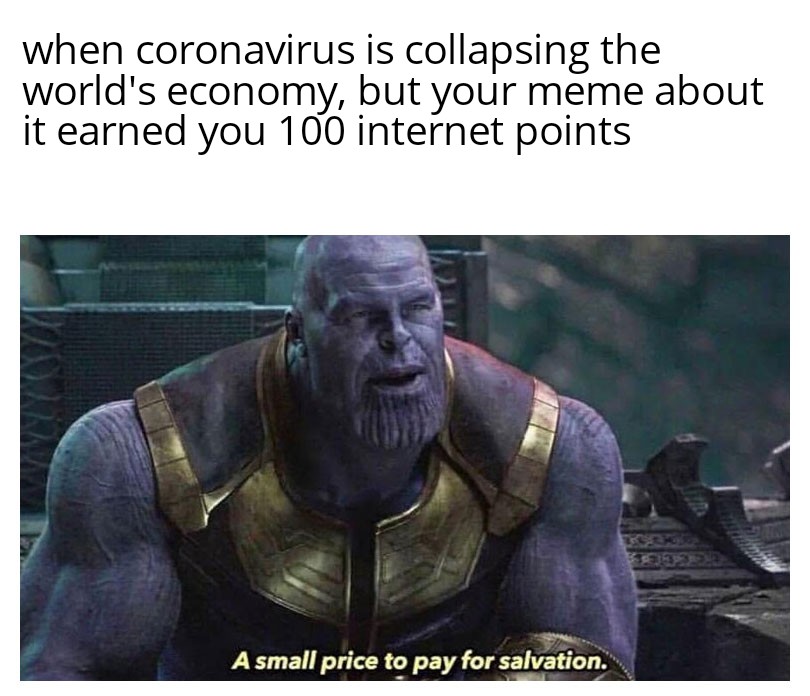 when coronavirus is collapsing the
world's economy, but your meme about
it earned you 100 internet points
A small price to pay for salvation.